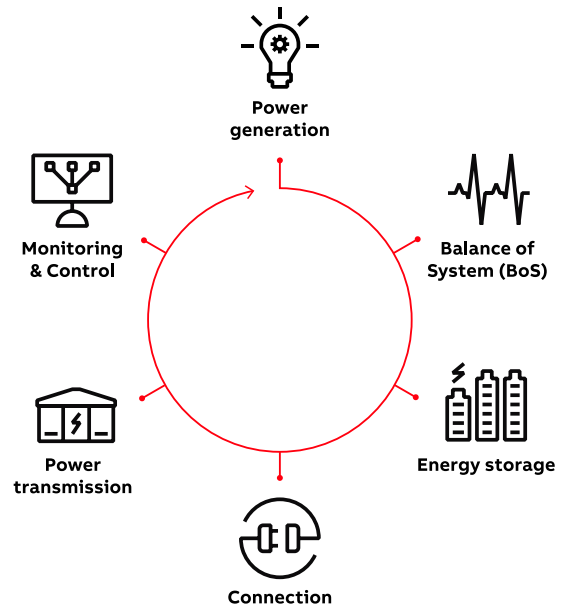 Power
generation
Balance of
System (BoS)
Energy storage
Connection
Power
transmission
Monitoring
& Control